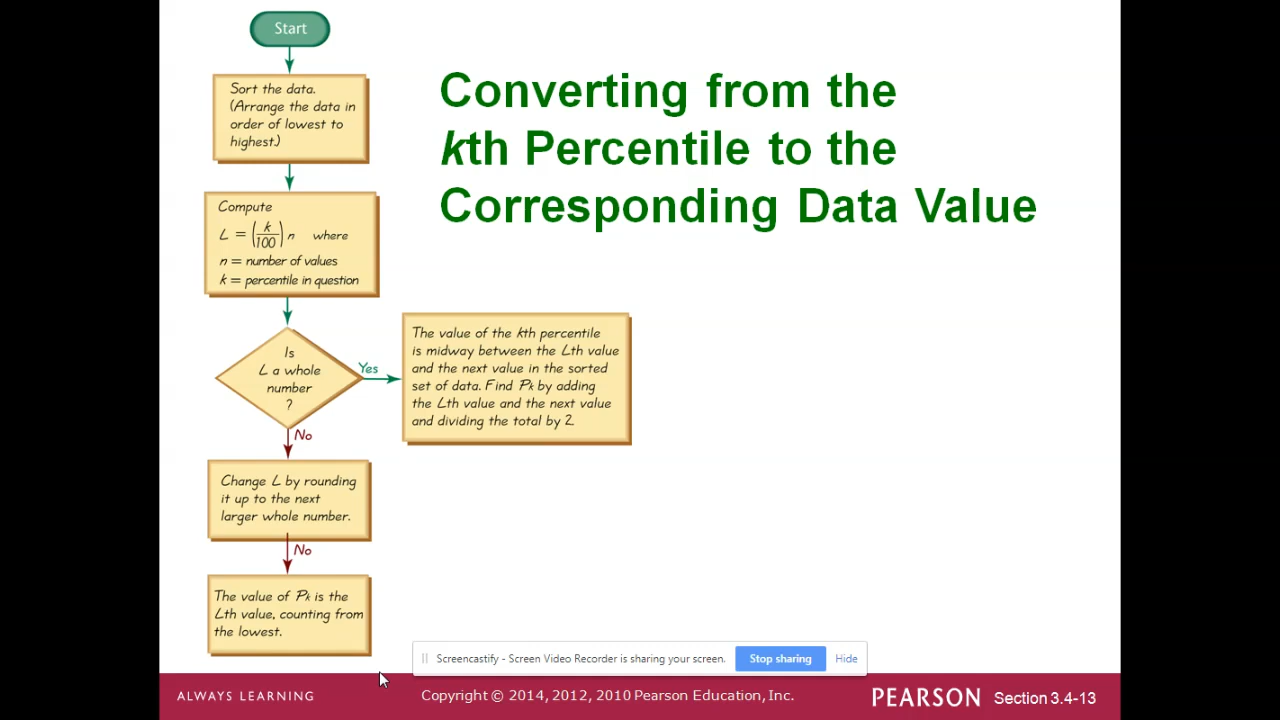 Start
Sort the data.
(Arrange the data in
order of lowest to
highest.)
Compute
L = (k/100) n where
n = number of values
k = percentile in question
Is
L a whole
number
?
Yes
The value of the kth percentile
is midway between the Lth value
and the next value in the sorted
set of data. Find Pk by adding
the Lth value and the next value
and dividing the total by 2.
No
Change L by rounding
it up to the next
larger whole number.
No
The value of Pk is the
Lth value, counting from
the lowest.
Converting from the
kth Percentile to the
Corresponding Data Value
Screencastify - Screen Video Recorder is sharing your screen.
Stop sharing
Hide
ALWAYS LEARNING
Copyright © 2014, 2012, 2010 Pearson Education, Inc.
PEARSON
Section 3.4-13